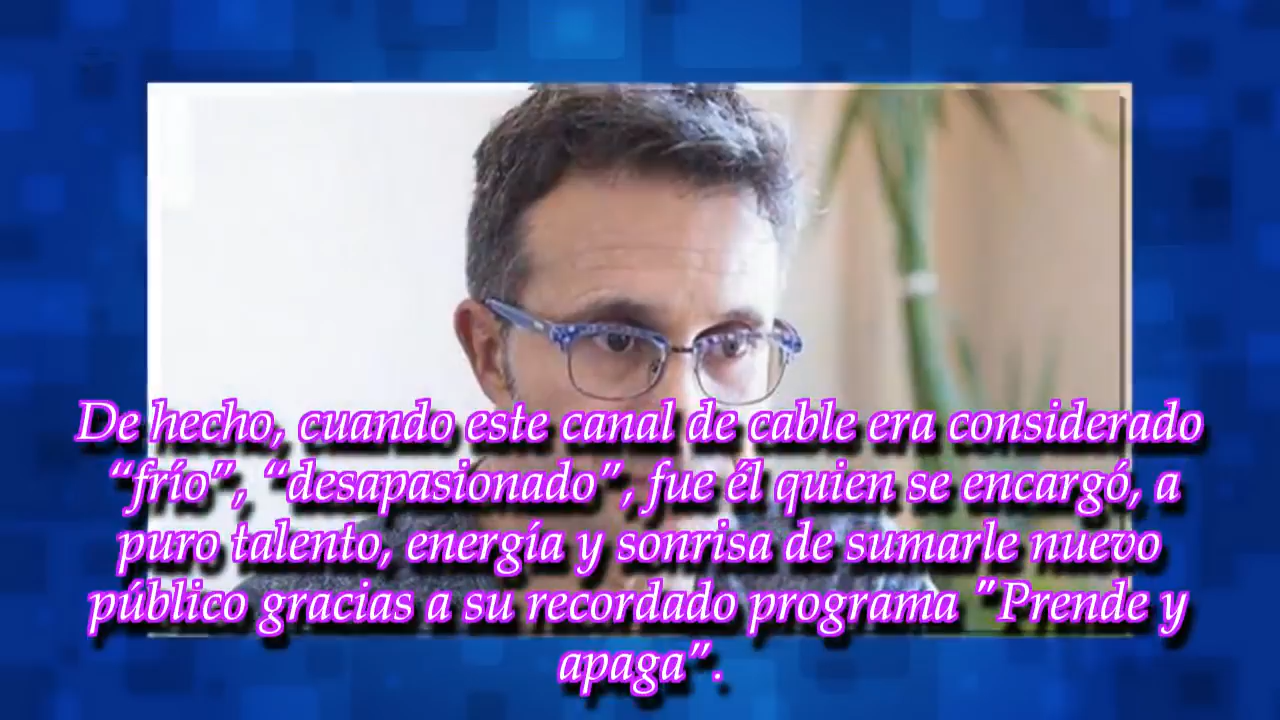 De hecho, cuando este canal de cable era considerado
“frío”, “desapasionado”, fue él quien se encargó, a
puro talento, energía y sonrisa de sumarle nuevo
público gracias a su recordado programa "Prende y
apaga”.